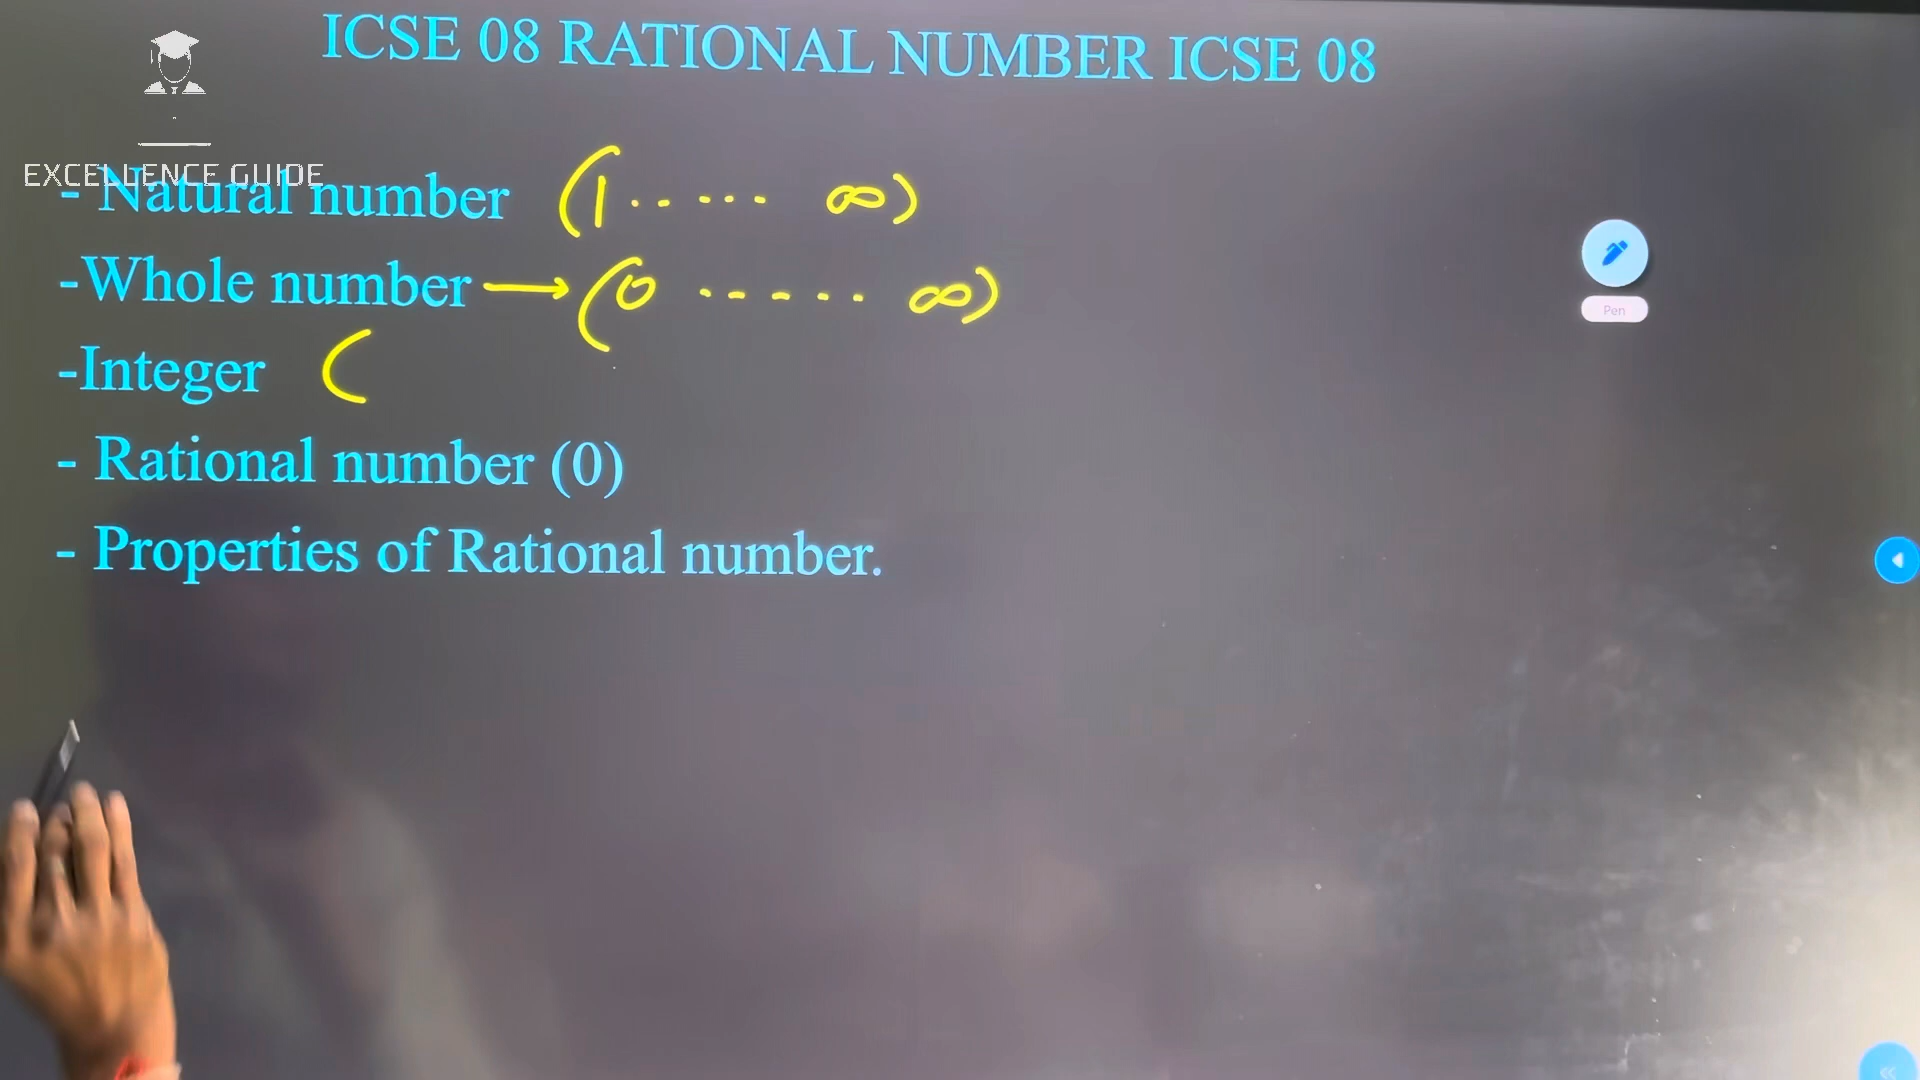 ICSE 08 RATIONAL NUMBER ICSE 08
EXCELLENCE GUIDE
- Natural number (1 ..... ∞)
-Whole number → (0 ..... ∞)
-Integer (
- Rational number (0)
- Properties of Rational number.
Pen